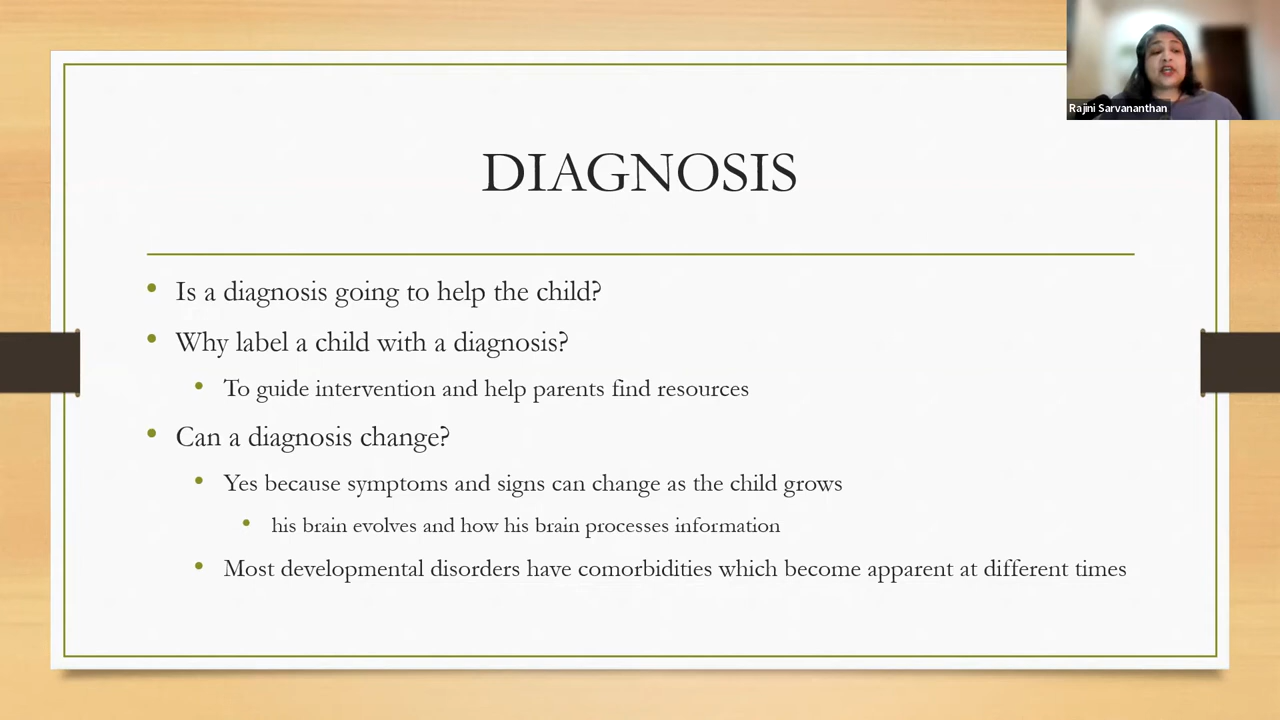 Rajini Sarvananthan
DIAGNOSIS
Is a diagnosis going to help the child?
Why label a child with a diagnosis?
To guide intervention and help parents find resources
Can a diagnosis change?
Yes because symptoms and signs can change as the child grows
his brain evolves and how his brain processes information
Most developmental disorders have comorbidities which become apparent at different times